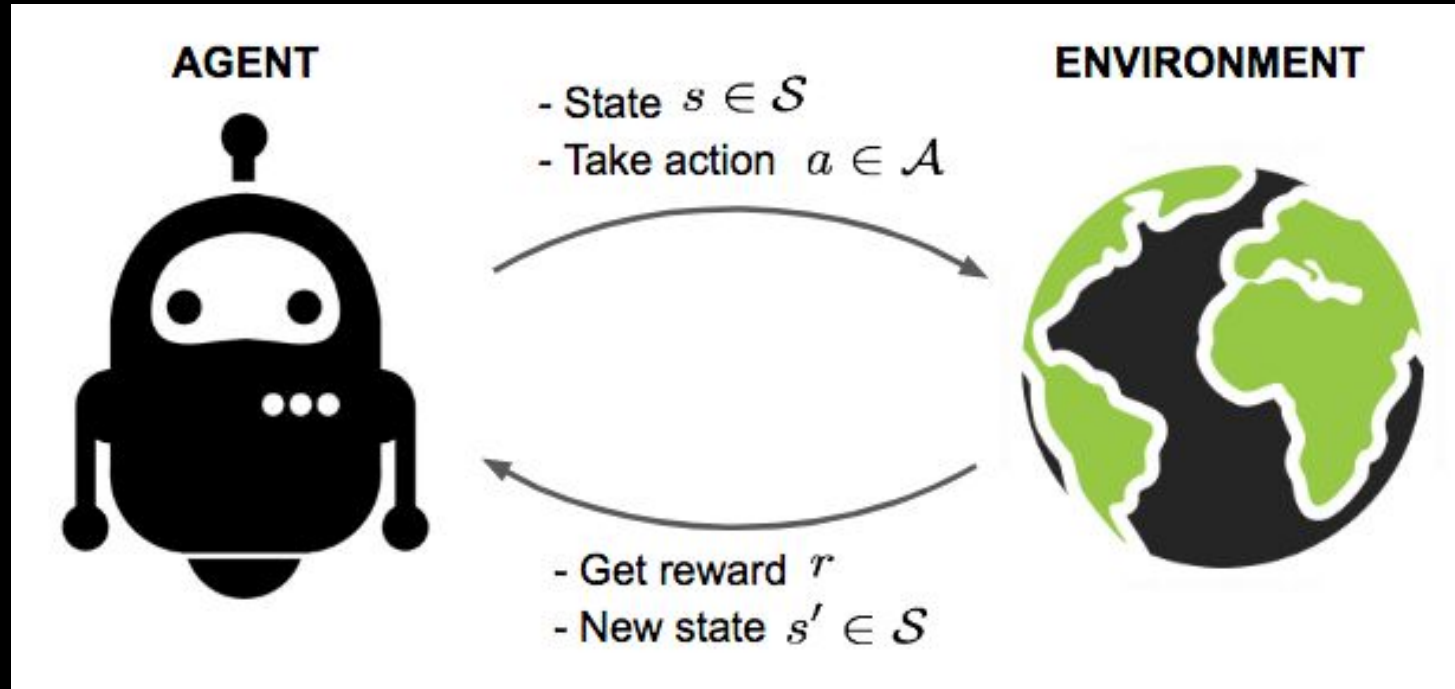 AGENT
ENVIRONMENT
- State s ∈ 𝒮
- Take action a ∈ 𝒜
- Get reward r
- New state s′ ∈ 𝒮